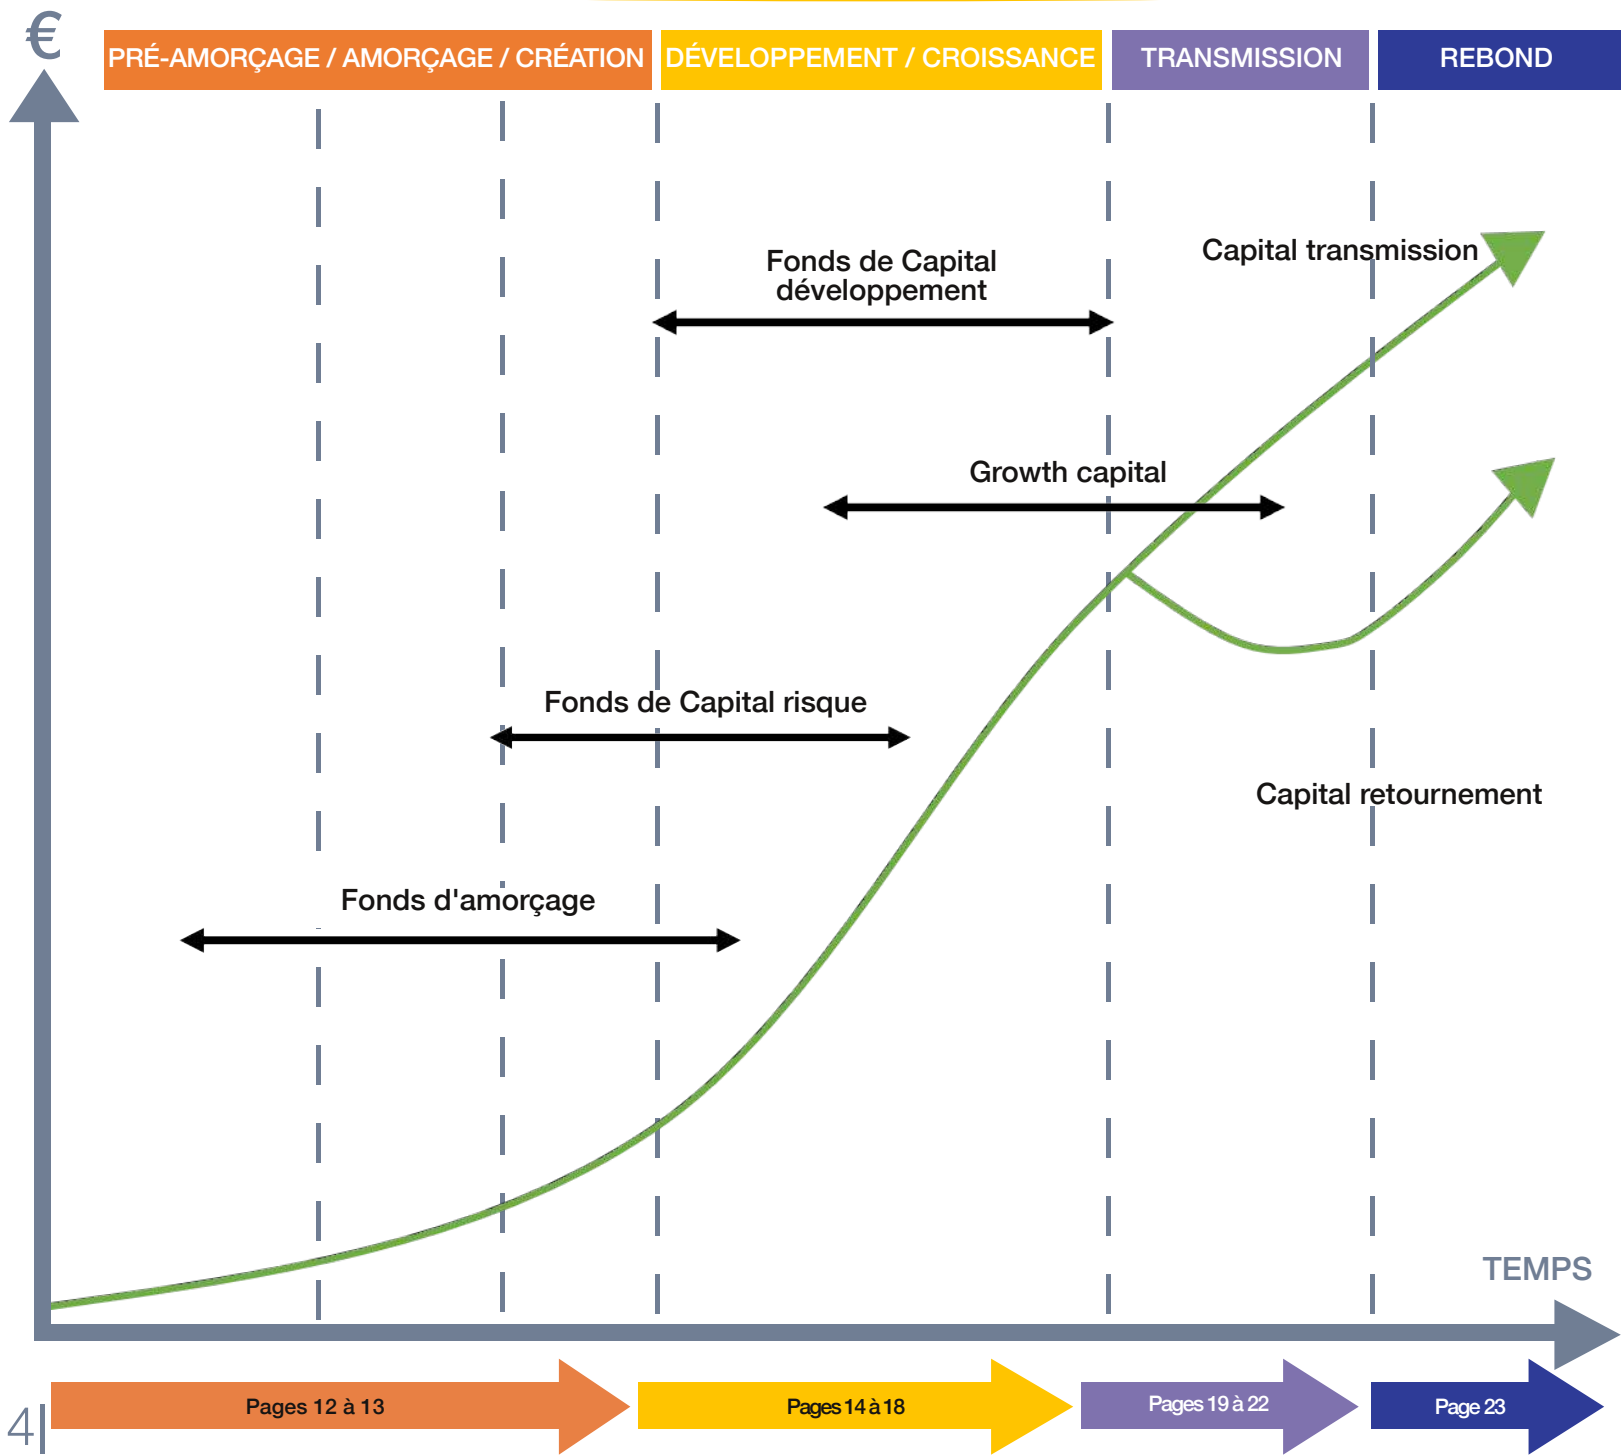 €
PRÉ-AMORÇAGE / AMORÇAGE / CRÉATION
DÉVELOPPEMENT / CROISSANCE
TRANSMISSION
REBOND
Fonds de Capital
développement
Capital transmission
Growth capital
Fonds de Capital risque
Capital retournement
Fonds d'amorçage
TEMPS
Pages 12 à 13
Pages 14 à 18
Pages 19 à 22
Page 23
4